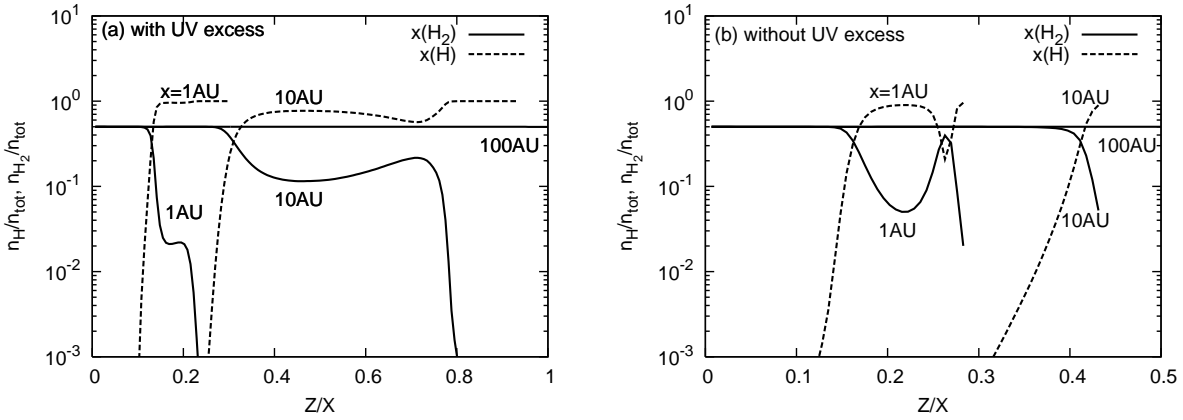 (a) with UV excess
x(H2)
x(H)
x=1AU
10AU
100AU
1AU
10AU
10^1
10^0
10^-1
10^-2
10^-3
nH/ntot, nH2/ntot
0
0.2
0.4
0.6
0.8
1
Z/X
(b) without UV excess
x(H2)
x(H)
x=1AU
10AU
100AU
1AU
10AU
10^1
10^0
10^-1
10^-2
10^-3
nH/ntot, nH2/ntot
0
0.1
0.2
0.3
0.4
0.5
Z/X